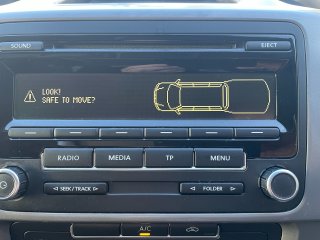 SOUND
EJECT
LOOK!
SAFE TO MOVE?
RADIO
MEDIA
TP
MENU
SEEK / TRACK
FOLDER
A/C